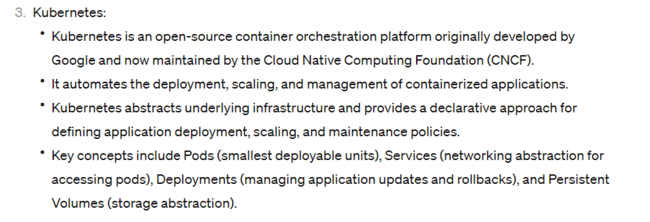 3. Kubernetes:
• Kubernetes is an open-source container orchestration platform originally developed by
Google and now maintained by the Cloud Native Computing Foundation (CNCF).
• It automates the deployment, scaling, and management of containerized applications.
• Kubernetes abstracts underlying infrastructure and provides a declarative approach for
defining application deployment, scaling, and maintenance policies.
• Key concepts include Pods (smallest deployable units), Services (networking abstraction for
accessing pods), Deployments (managing application updates and rollbacks), and Persistent
Volumes (storage abstraction).